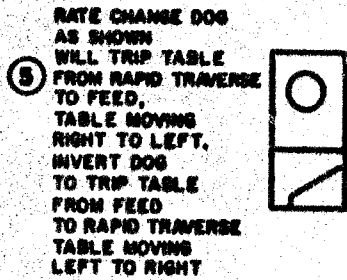 RATE CHANGE DOG
AS SHOWN
WILL TRIP TABLE
5 FROM RAPID TRAVERSE
TO FEED,
TABLE MOVING
RIGHT TO LEFT,
INVERT DOG
TO TRIP TABLE
FROM FEED
TO RAPID TRAVERSE
TABLE MOVING
LEFT TO RIGHT